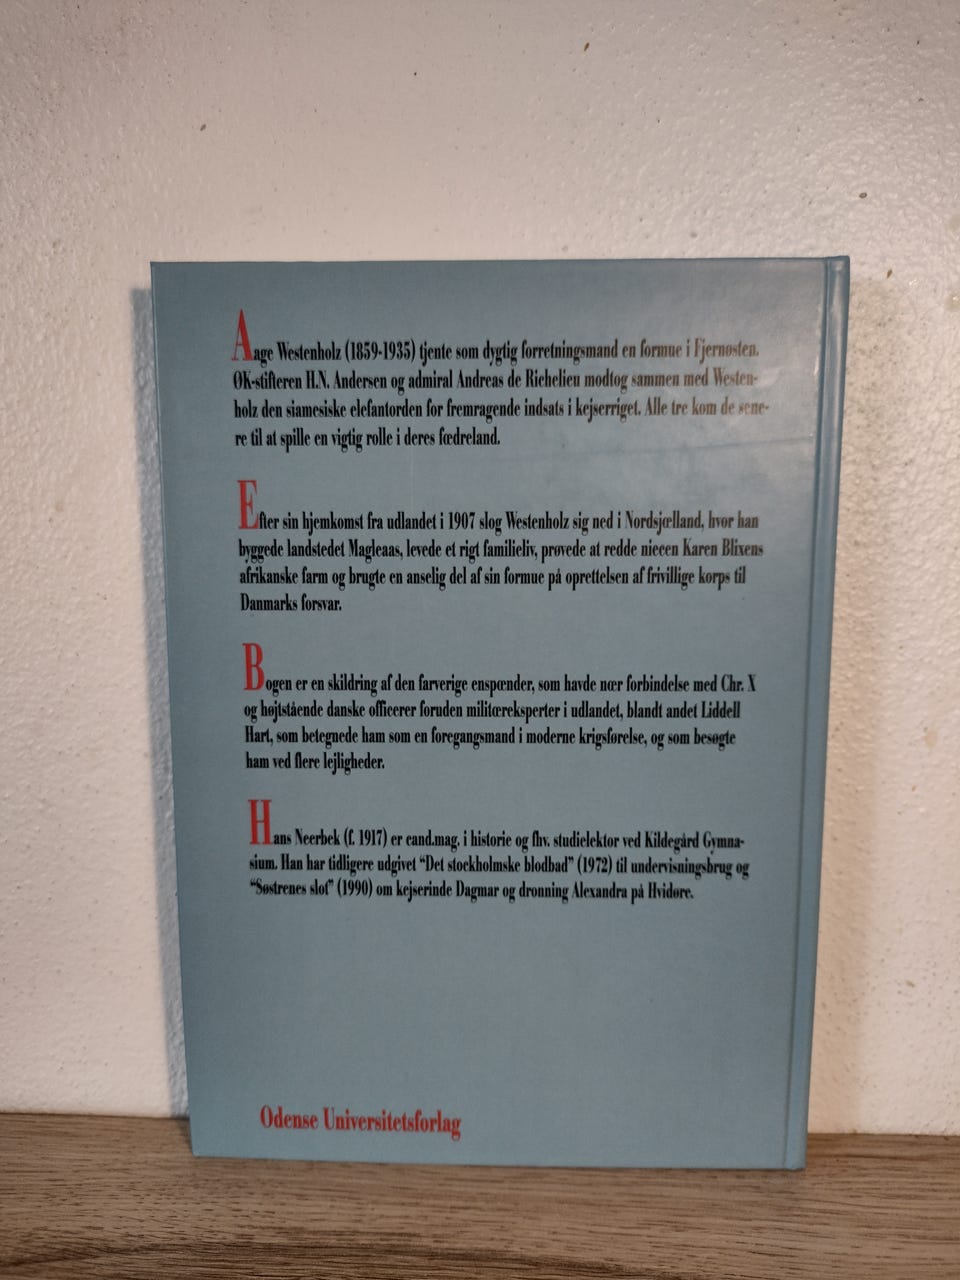 Aage Westenholz (1859-1935) tjente som dygtig forretningsmand en formue i Fjernøsten.
ØK-stifteren H.N. Andersen og admiral Andreas de Richelieu modtog sammen med Westen-
holz den siamesiske elefantorden for fremragende indsats i kejserriget. Alle tre kom de sene-
re til at spille en vigtig rolle i deres fædreland.
Efter sin hjemkomst fra udlandet i 1907 slog Westenholz sig ned i Nordsjælland, hvor han
byggede landstedet Magleaas, levede et rigt familieliv, prøvede at redde niecen Karen Blixens
afrikanske farm og brugte en anselig del af sin formue på oprettelsen af frivillige korps til
Danmarks forsvar.
Bogen er en skildring af den farverige enspænder, som havde nær forbindelse med Chr. X
og højtstående danske officerer foruden militæreksperter i udlandet, blandt andet Liddell
Hart, som betegnede ham som en foregangsmand i moderne krigsførelse, og som besøgte
ham ved flere lejligheder.
Hans Neerbek (f. 1917) er cand.mag. i historie og fhv. studielektor ved Kildegård Gymna-
sium. Han har tidligere udgivet "Det stockholmske blodbad" (1972) til undervisningsbrug og
"Søstrenes slot" (1990) om kejserinde Dagmar og dronning Alexandra på Hvidøre.
Odense Universitetsforlag